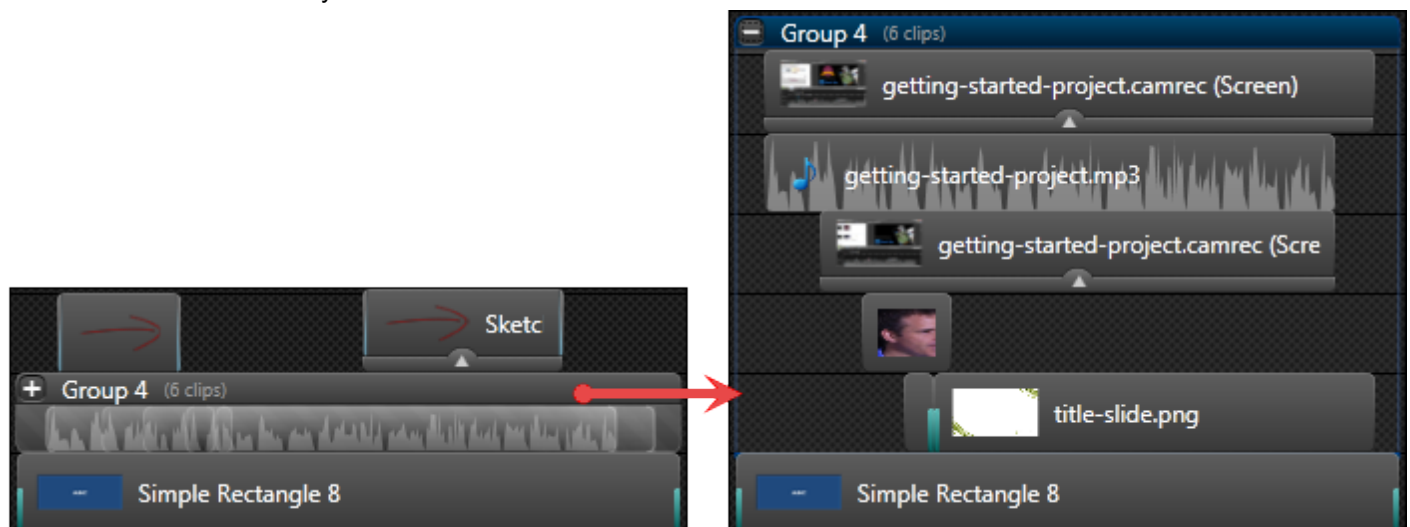 Sketc
Group 4 (6 clips)
Simple Rectangle 8
Group 4 (6 clips)
getting-started-project.camrec (Screen)
getting-started-project.mp3
getting-started-project.camrec (Scre
title-slide.png
Simple Rectangle 8